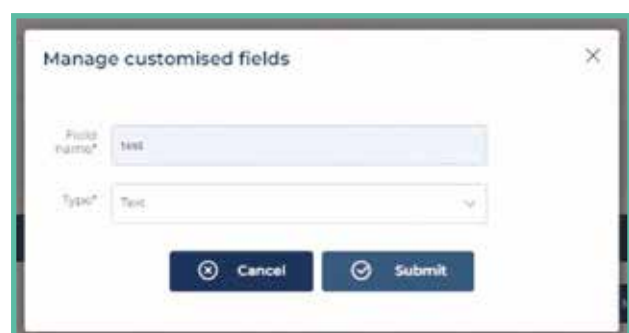 Manage customised fields
Field
name*
test
Type*
Text
Cancel
Submit